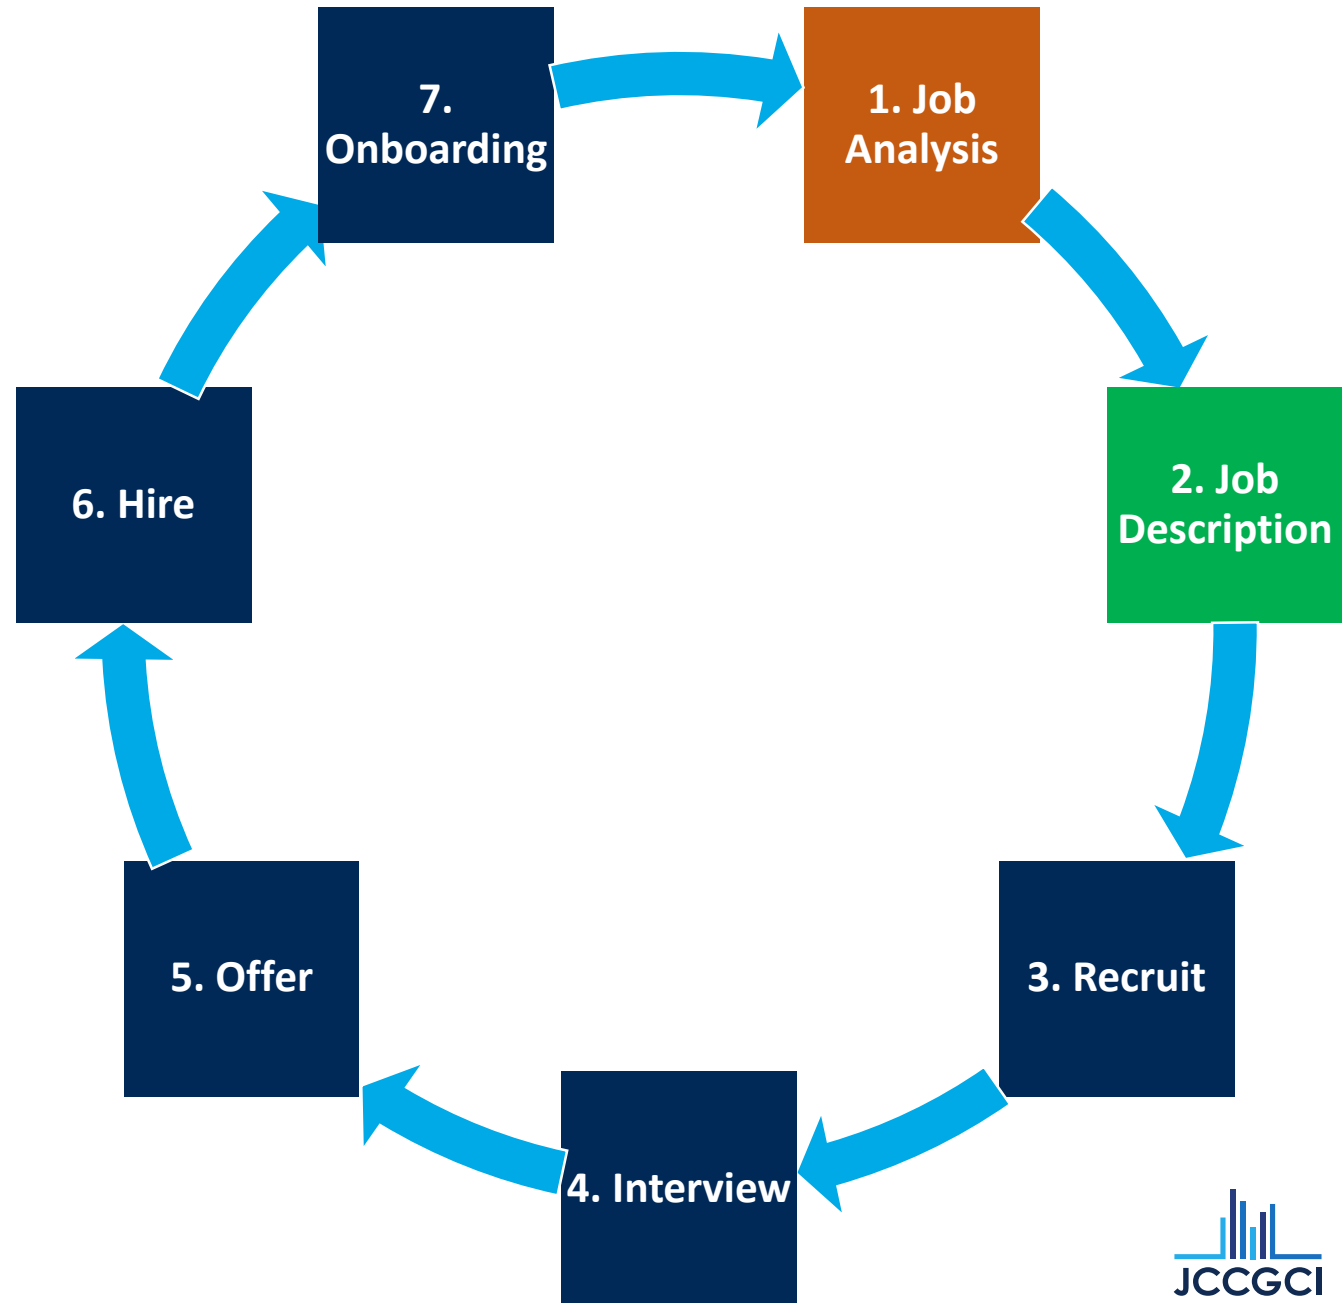 7.
Onboarding
1. Job
Analysis
2. Job
Description
3. Recruit
4. Interview
5. Offer
6. Hire
JCCGCI